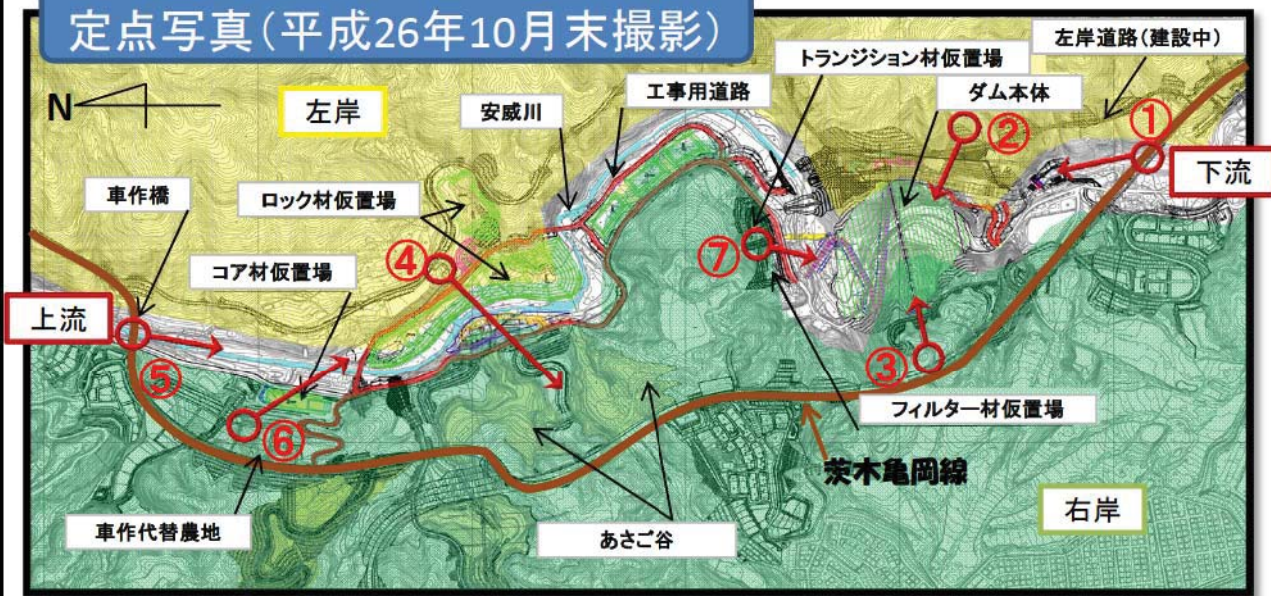 定点写真(平成26年10月末撮影)
N
左岸
安威川
工事用道路
トランジション材仮置場
ダム本体
左岸道路(建設中)
①
②
下流
車作橋
ロック材仮置場
コア材仮置場
④
⑦
上流
⑤
⑥
③
フィルター材仮置場
茨木亀岡線
車作代替農地
あさご谷
右岸